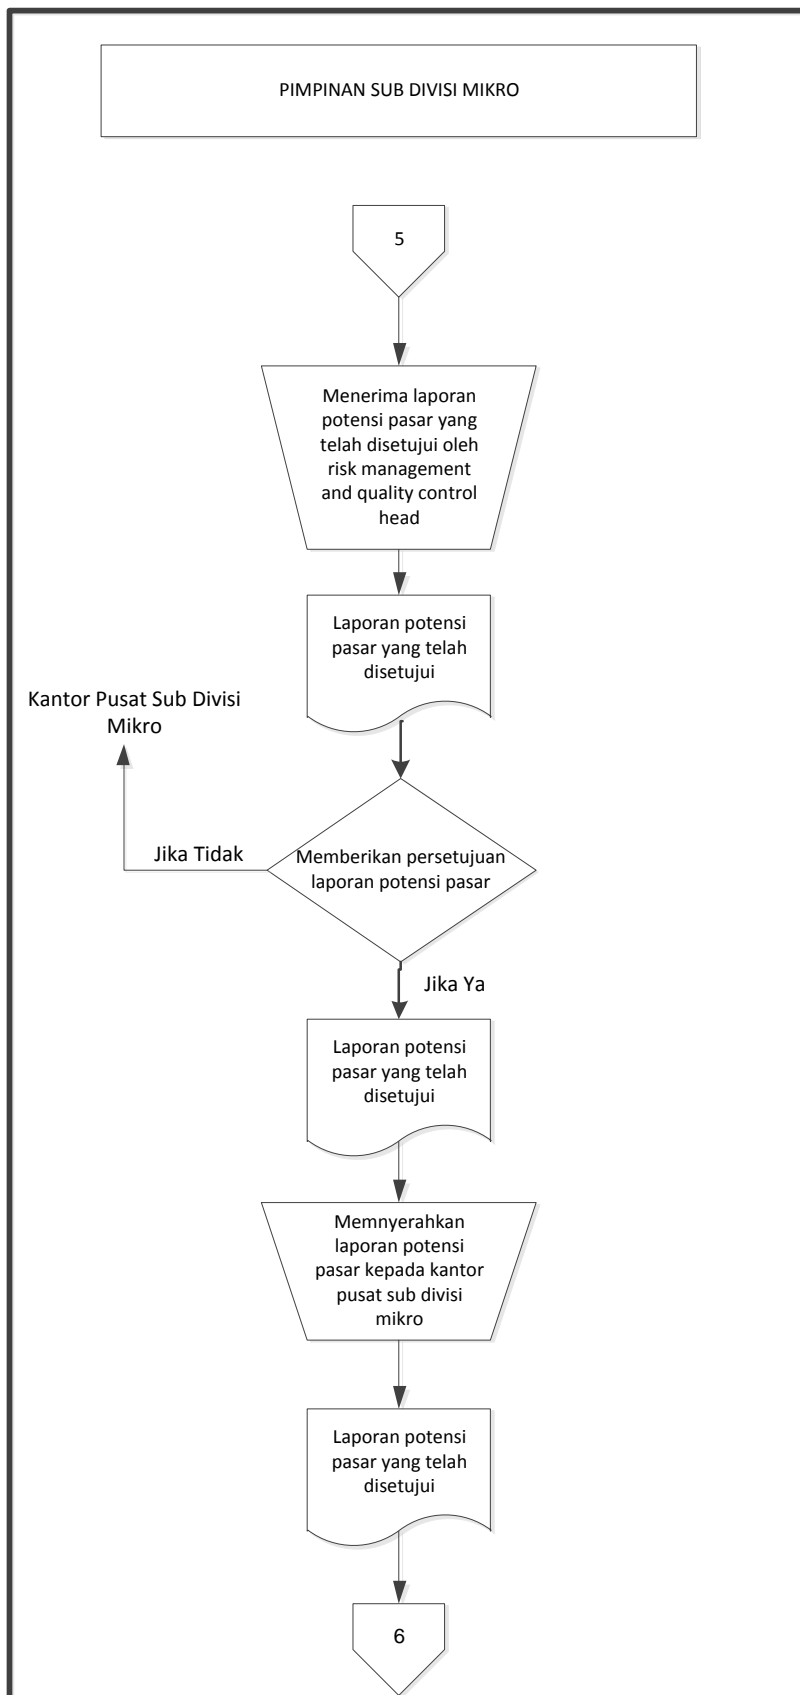 PIMPINAN SUB DIVISI MIKRO
5
Menerima laporan
potensi pasar yang
telah disetujui oleh
risk management
and quality control
head
Laporan potensi
pasar yang telah
disetujui
Kantor Pusat Sub Divisi
Mikro
Jika Tidak
Memberikan persetujuan
laporan potensi pasar
Jika Ya
Laporan potensi
pasar yang telah
disetujui
Memnyerahkan
laporan potensi
pasar kepada kantor
pusat sub divisi
mikro
Laporan potensi
pasar yang telah
disetujui
6